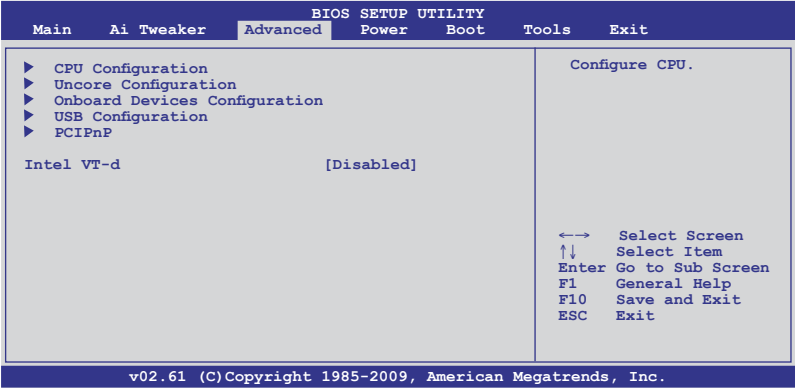 BIOS SETUP UTILITY
Main Ai Tweaker Advanced Power Boot Tools Exit
CPU Configuration
Uncore Configuration
Onboard Devices Configuration
USB Configuration
PCIPnP
Intel VT-d [Disabled]
Configure CPU.
←→ Select Screen
↑↓ Select Item
Enter Go to Sub Screen
F1 General Help
F10 Save and Exit
ESC Exit
v02.61 (C)Copyright 1985-2009, American Megatrends, Inc.